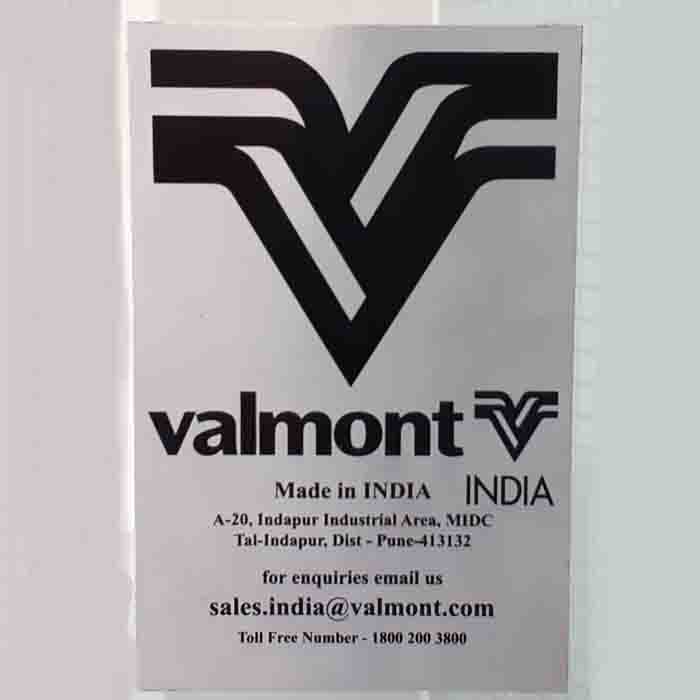 valmont
INDIA
Made in INDIA
A-20, Indapur Industrial Area, MIDC
Tal-Indapur, Dist - Pune-413132
for enquiries email us
sales.india@valmont.com
Toll Free Number - 1800 200 3800